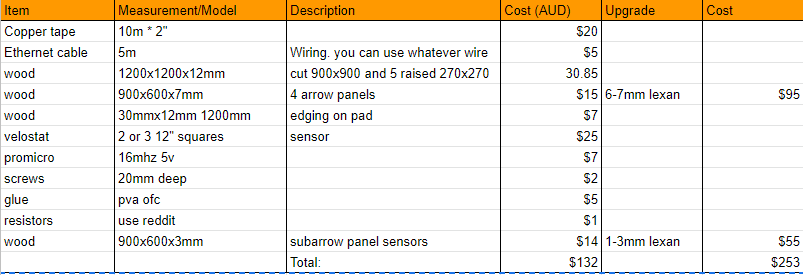 Item Measurement/Model Description Cost (AUD) Upgrade Cost
Copper tape 10m * 2" $20
Ethernet cable 5m Wiring. you can use whatever wire $5
wood 1200x1200x12mm cut 900x900 and 5 raised 270x270 30.85
wood 900x600x7mm 4 arrow panels $15 6-7mm lexan $95
wood 30mmx12mm 1200mm edging on pad $7
velostat 2 or 3 12" squares sensor $25
promicro 16mhz 5v $7
screws 20mm deep $2
glue pva ofc $5
resistors use reddit $1
wood 900x600x3mm subarrow panel sensors $14 1-3mm lexan $55
Total: $132 $253